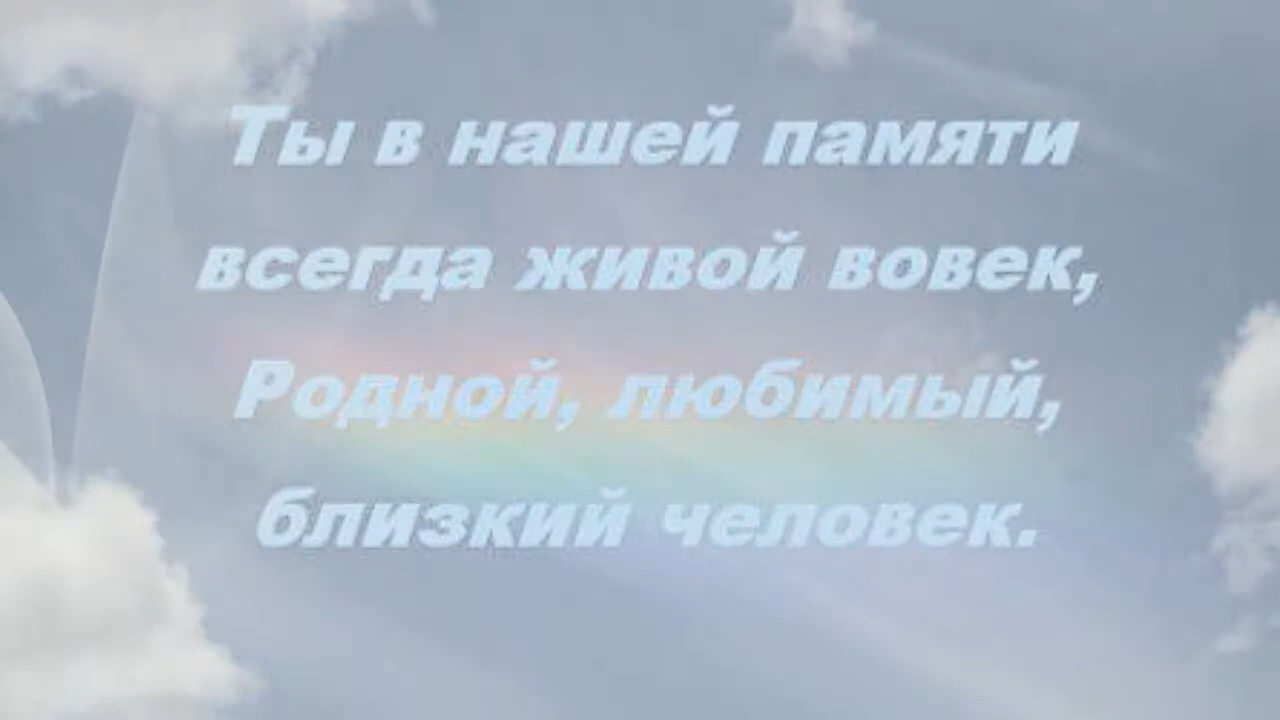 Ты в нашей памяти
всегда живой вовек,
Родной, любимый,
близкий человек.